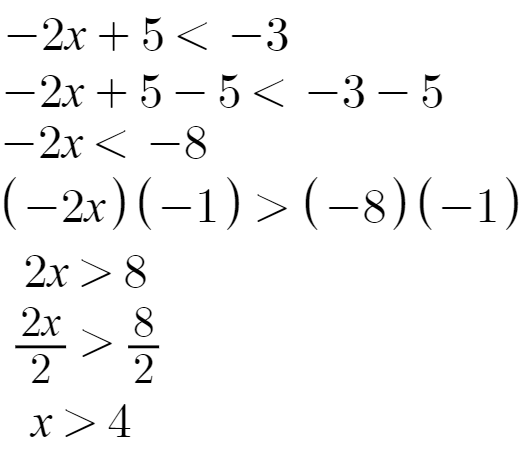 −2x + 5 < −3
−2x + 5 − 5 < −3 − 5
−2x < −8
(−2x)(−1) > (−8)(−1)
2x > 8
2x/2 > 8/2
x > 4